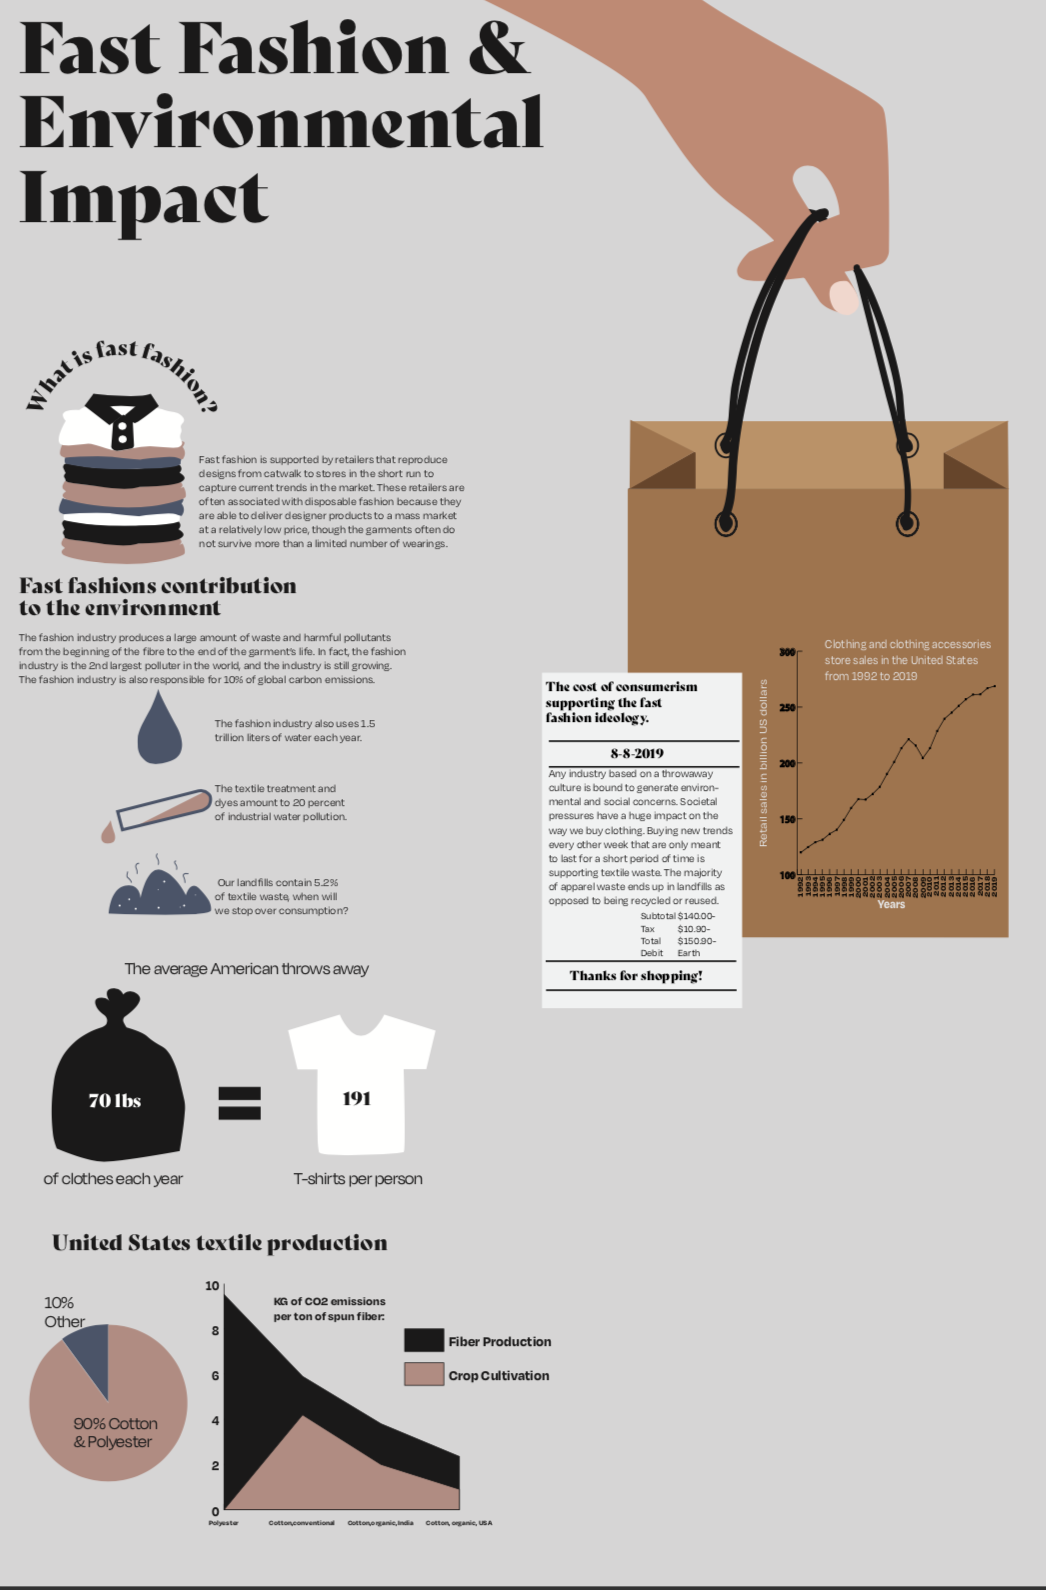 Fast Fashion &
Environmental
Impact
What is fast fashion?
Fast fashion is supported by retailers that reproduce
designs from catwalk to stores in the short run to
capture current trends in the market. These retailers are
often associated with disposable fashion because they
are able to deliver designer products to a mass market
at a relatively low price, though the garments often do
not survive more than a limited number of wearings.
Fast fashions contribution
to the environment
The fashion industry produces a large amount of waste and harmful pollutants
from the beginning of the fibre to the end of the garment's life. In fact, the fashion
industry is the 2nd largest polluter in the world, and the industry is still growing.
The fashion industry is also responsible for 10% of global carbon emissions.
The fashion industry also uses 1.5
trillion liters of water each year.
The textile treatment and
dyes amount to 20 percent
of industrial water pollution.
Our landfills contain 5.2%
of textile waste, when will
we stop over consumption?
The average American throws away
70 lbs
191
of clothes each year
T-shirts per person
The cost of consumerism
supporting the fast
fashion ideology.
8-8-2019
Any industry based on a throwaway
culture is bound to generate environ-
mental and social concerns. Societal
pressures have a huge impact on the
way we buy clothing. Buying new trends
every other week that are only meant
to last for a short period of time is
supporting textile waste. The majority
of apparel waste ends up in landfills as
opposed to being recycled or reused.
Subtotal $140.00-
Tax $10.90-
Total $150.90-
Debit Earth
Thanks for shopping!
Clothing and clothing accessories
store sales in the United States
from 1992 to 2019
Retail sales in billion US dollars
300
250
200
150
100
1992
1993
1994
1995
1996
1997
1998
1999
2000
2001
2002
2003
2004
2005
2006
2007
2008
2009
2010
2011
2012
2013
2014
2015
2016
2017
2018
2019
Years
United States textile production
10%
Other
90% Cotton
& Polyester
KG of CO2 emissions
per ton of spun fiber:
Fiber Production
Crop Cultivation
10
8
6
4
2
0
Polyester
Cotton,conventional
Cotton,organic,India
Cotton, organic, USA